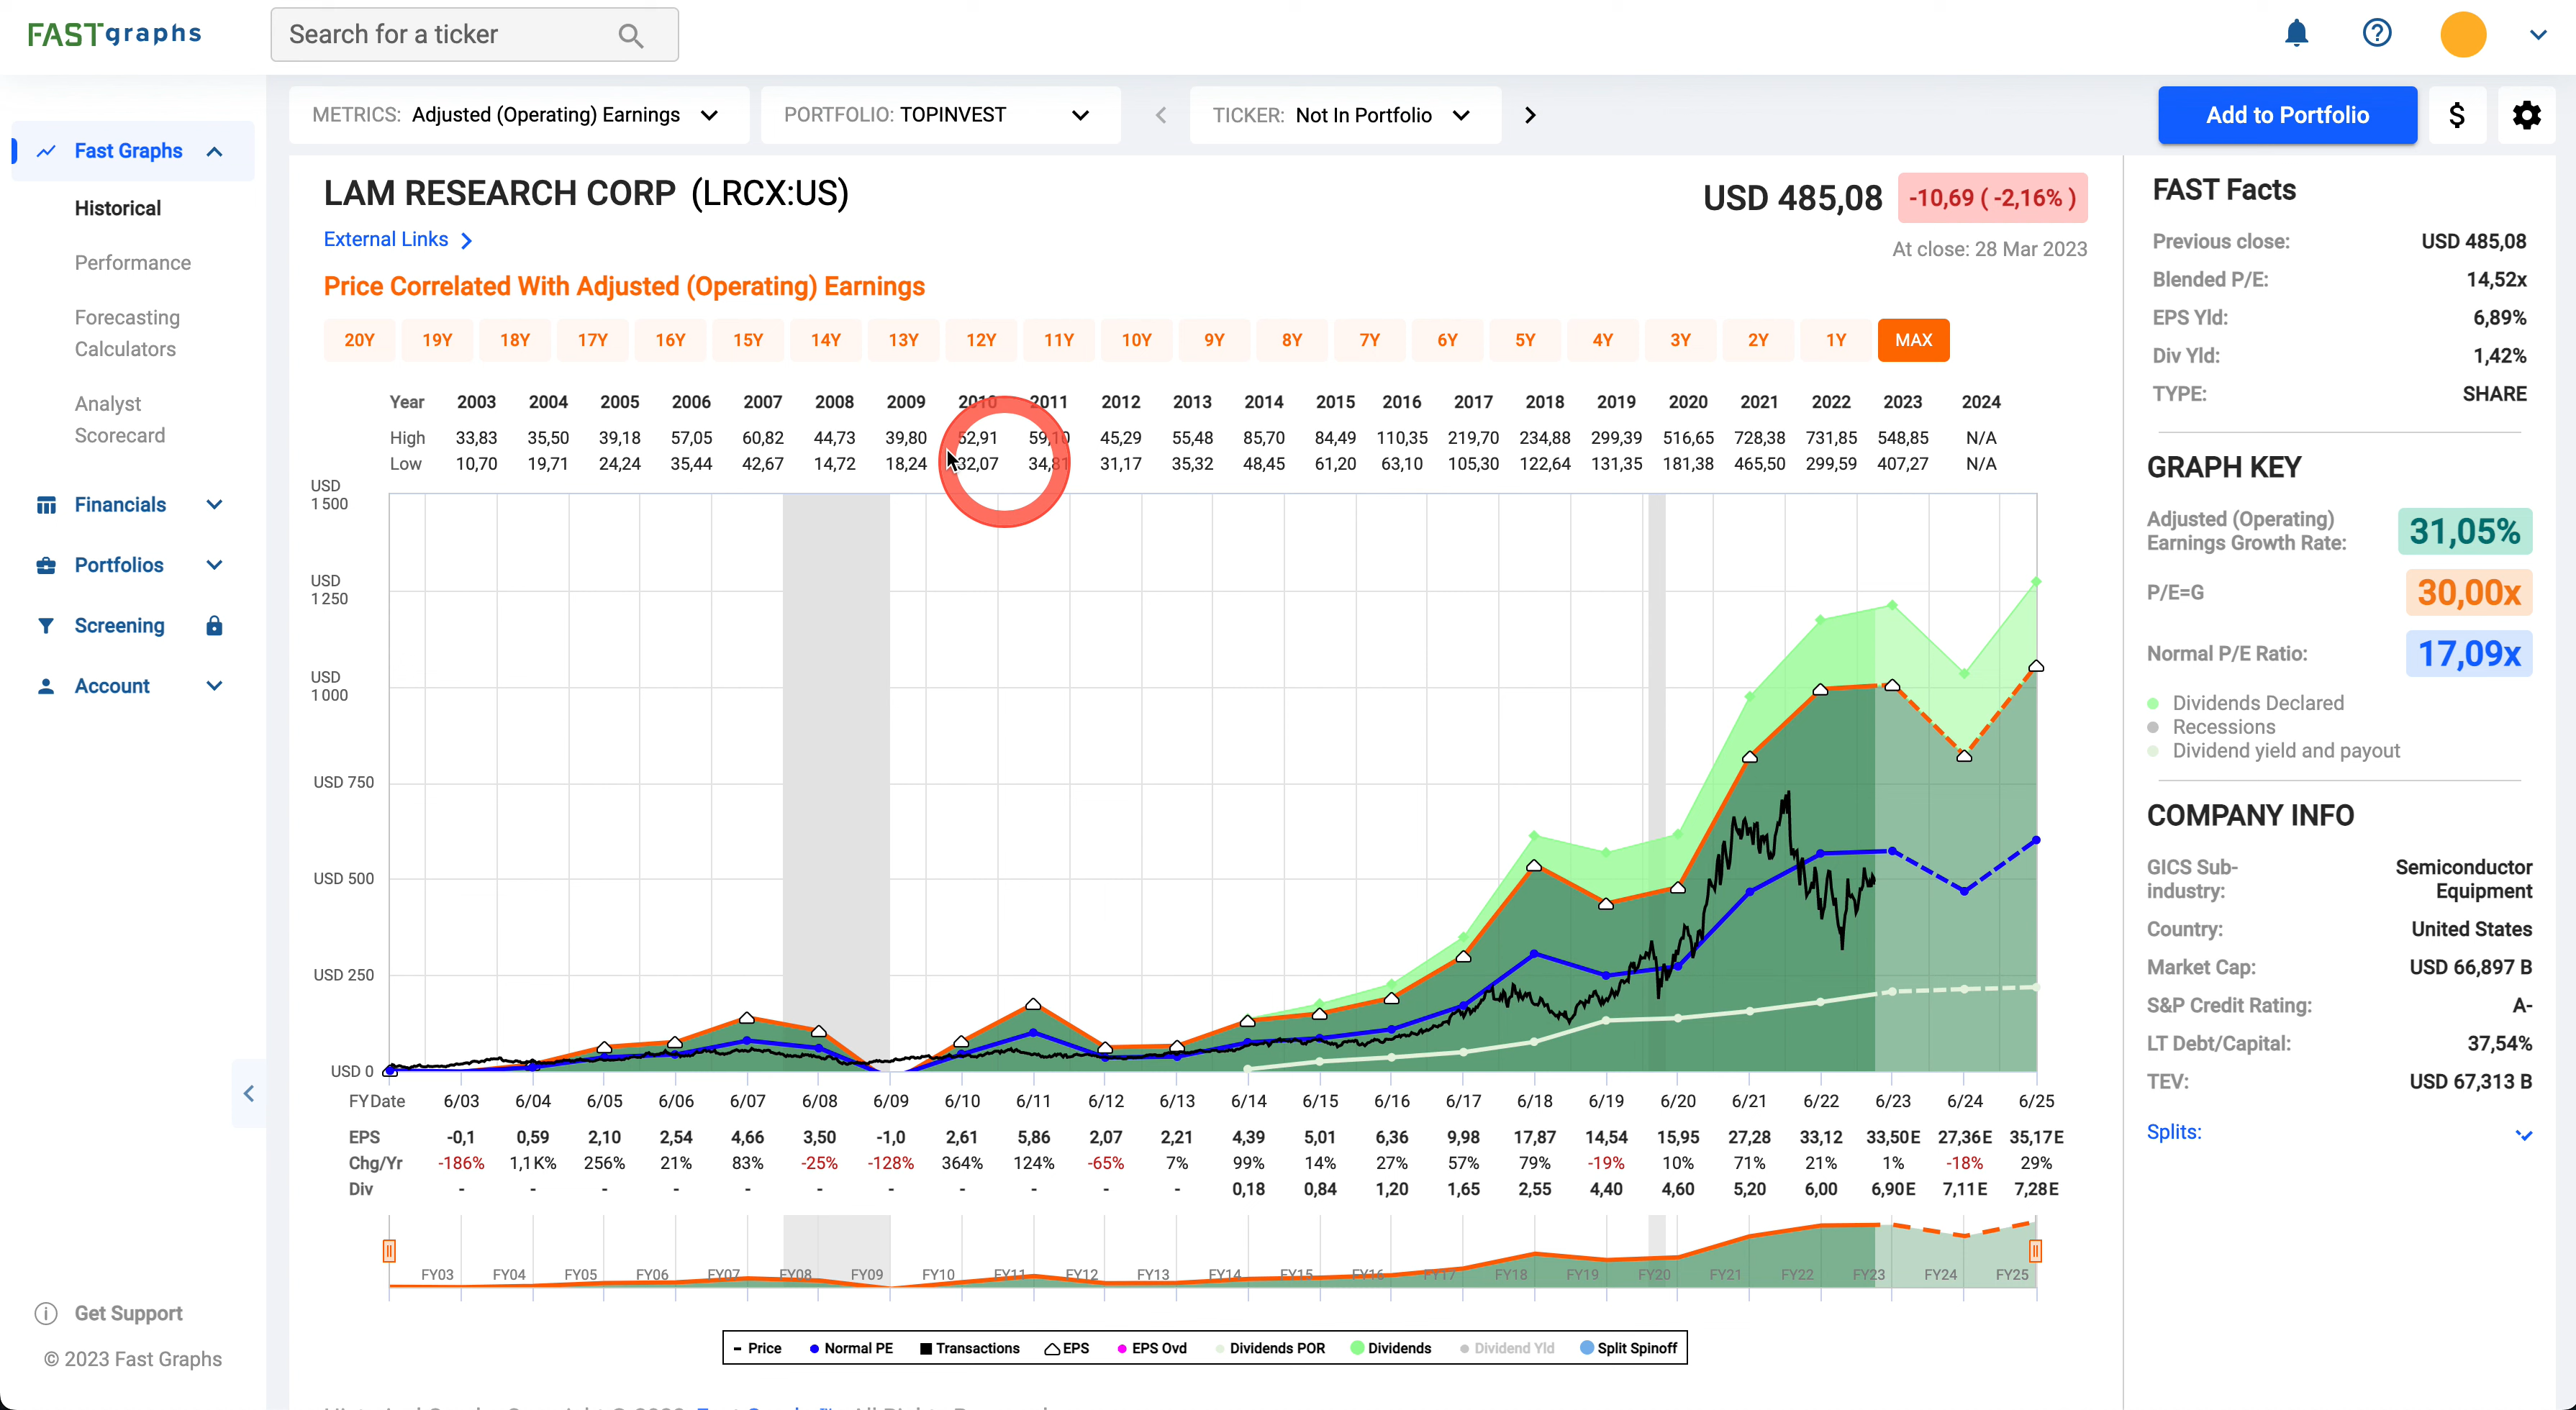 FASTgraphs
Search for a ticker
METRICS: Adjusted (Operating) Earnings
PORTFOLIO: TOPINVEST
TICKER: Not In Portfolio
Add to Portfolio
$
Fast Graphs
Historical
Performance
Forecasting
Calculators
Analyst
Scorecard
Financials
Portfolios
Screening
Account
Get Support
© 2023 Fast Graphs
LAM RESEARCH CORP (LRCX:US)
USD 485,08 -10,69 ( -2,16% )
External Links
At close: 28 Mar 2023
Price Correlated With Adjusted (Operating) Earnings
20Y 19Y 18Y 17Y 16Y 15Y 14Y 13Y 12Y 11Y 10Y 9Y 8Y 7Y 6Y 5Y 4Y 3Y 2Y 1Y MAX
Year 2003 2004 2005 2006 2007 2008 2009 2010 2011 2012 2013 2014 2015 2016 2017 2018 2019 2020 2021 2022 2023 2024
High 33,83 35,50 39,18 57,05 60,82 44,73 39,80 52,91 59,10 45,29 55,48 85,70 84,49 110,35 219,70 234,88 299,39 516,65 728,38 731,85 548,85 N/A
Low 10,70 19,71 24,24 35,44 42,67 14,72 18,24 32,07 34,81 31,17 35,32 48,45 61,20 63,10 105,30 122,64 131,35 181,38 465,50 299,59 407,27 N/A
USD
1 500
USD
1 250
USD
1 000
USD 750
USD 500
USD 250
USD 0
FY Date 6/03 6/04 6/05 6/06 6/07 6/08 6/09 6/10 6/11 6/12 6/13 6/14 6/15 6/16 6/17 6/18 6/19 6/20 6/21 6/22 6/23 6/24 6/25
EPS -0,1 0,59 2,10 2,54 4,66 3,50 -1,0 2,61 5,86 2,07 2,21 4,39 5,01 6,36 9,98 17,87 14,54 15,95 27,28 33,12 33,50E 27,36E 35,17E
Chg/Yr -186% 1,1K% 256% 21% 83% -25% -128% 364% 124% -65% 7% 99% 14% 27% 57% 79% -19% 10% 71% 21% 1% -18% 29%
Div - - - - - - - - - - - 0,18 0,84 1,20 1,65 2,55 4,40 4,60 5,20 6,00 6,90E 7,11E 7,28E
FY03 FY04 FY05 FY06 FY07 FY08 FY09 FY10 FY11 FY12 FY13 FY14 FY15 FY16 FY17 FY18 FY19 FY20 FY21 FY22 FY23 FY24 FY25
Price Normal PE Transactions EPS EPS Ovd Dividends POR Dividends Dividend Yld Split Spinoff
FAST Facts
Previous close: USD 485,08
Blended P/E: 14,52x
EPS Yld: 6,89%
Div Yld: 1,42%
TYPE: SHARE
GRAPH KEY
Adjusted (Operating)
Earnings Growth Rate: 31,05%
P/E=G 30,00x
Normal P/E Ratio: 17,09x
Dividends Declared
Recessions
Dividend yield and payout
COMPANY INFO
GICS Sub-
industry: Semiconductor
Equipment
Country: United States
Market Cap: USD 66,897 B
S&P Credit Rating: A-
LT Debt/Capital: 37,54%
TEV: USD 67,313 B
Splits: